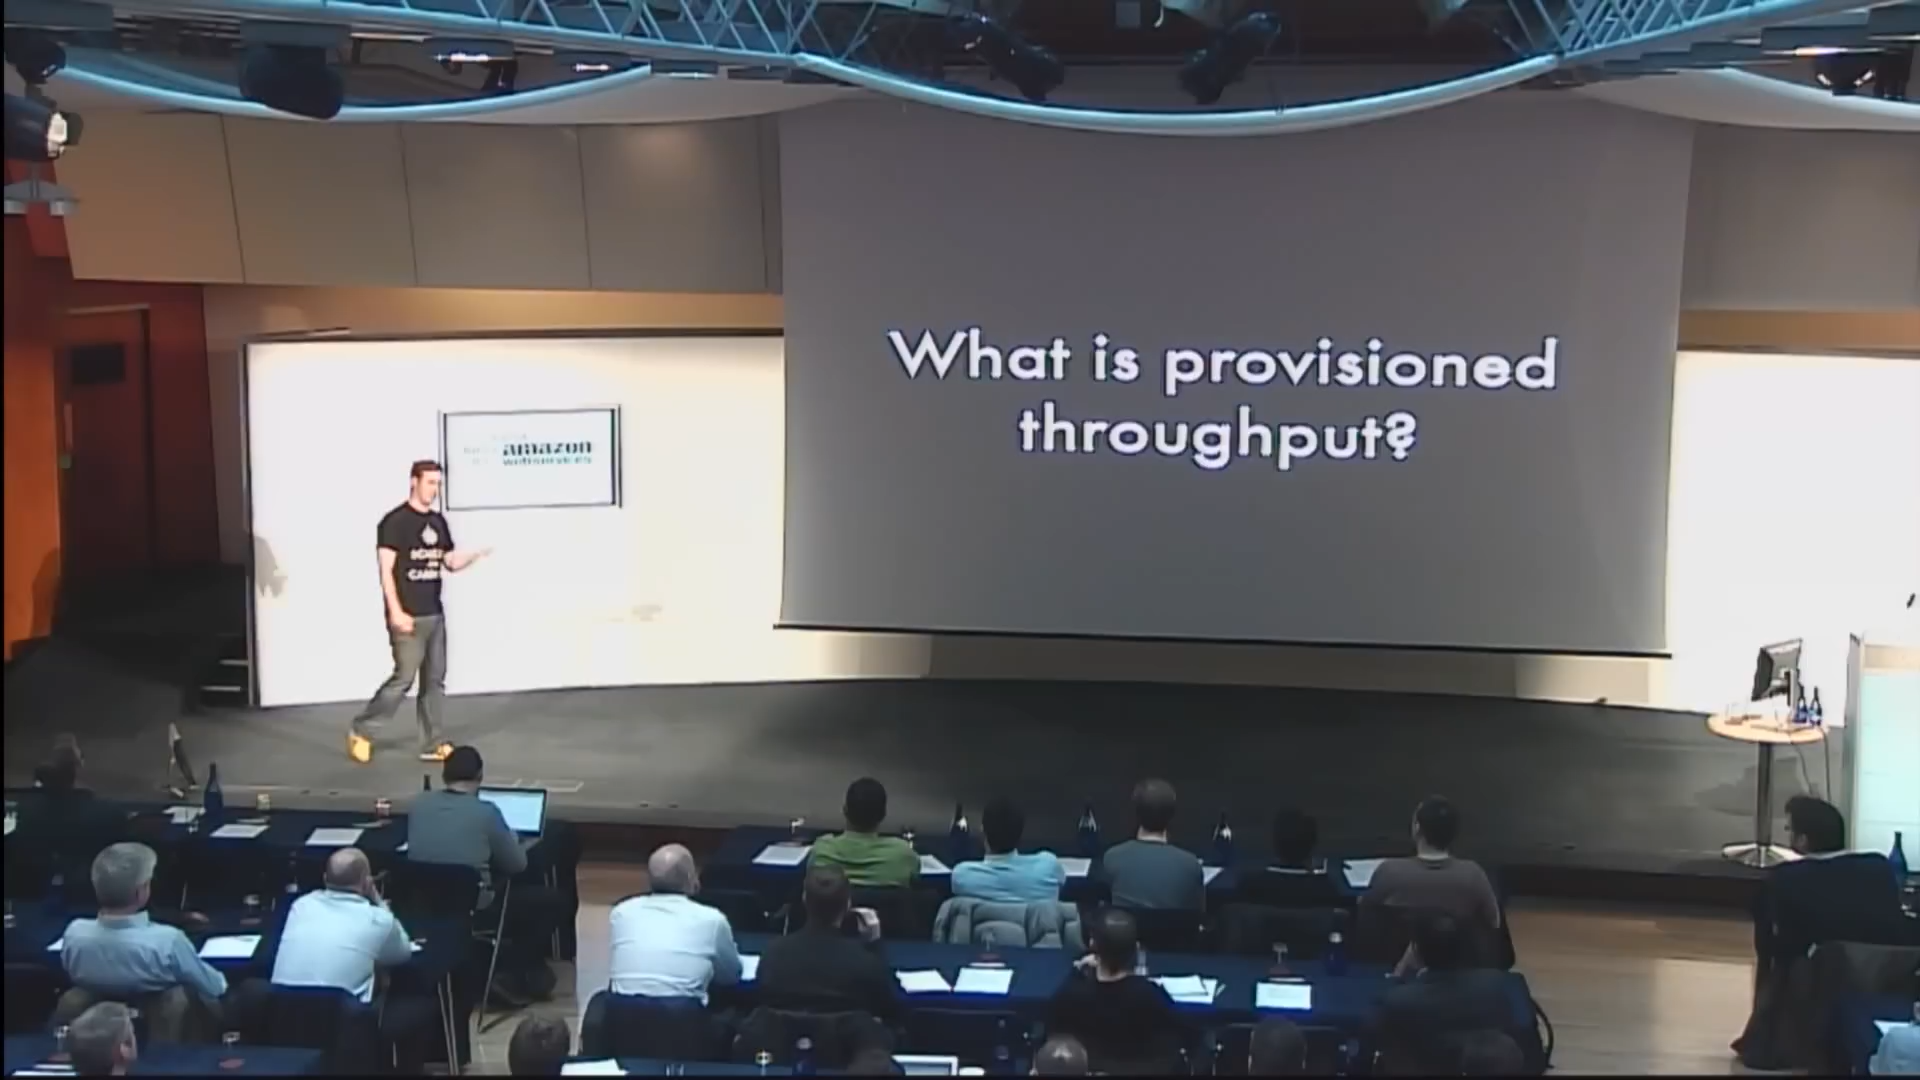 What is provisioned
throughput?
amazon
webservices